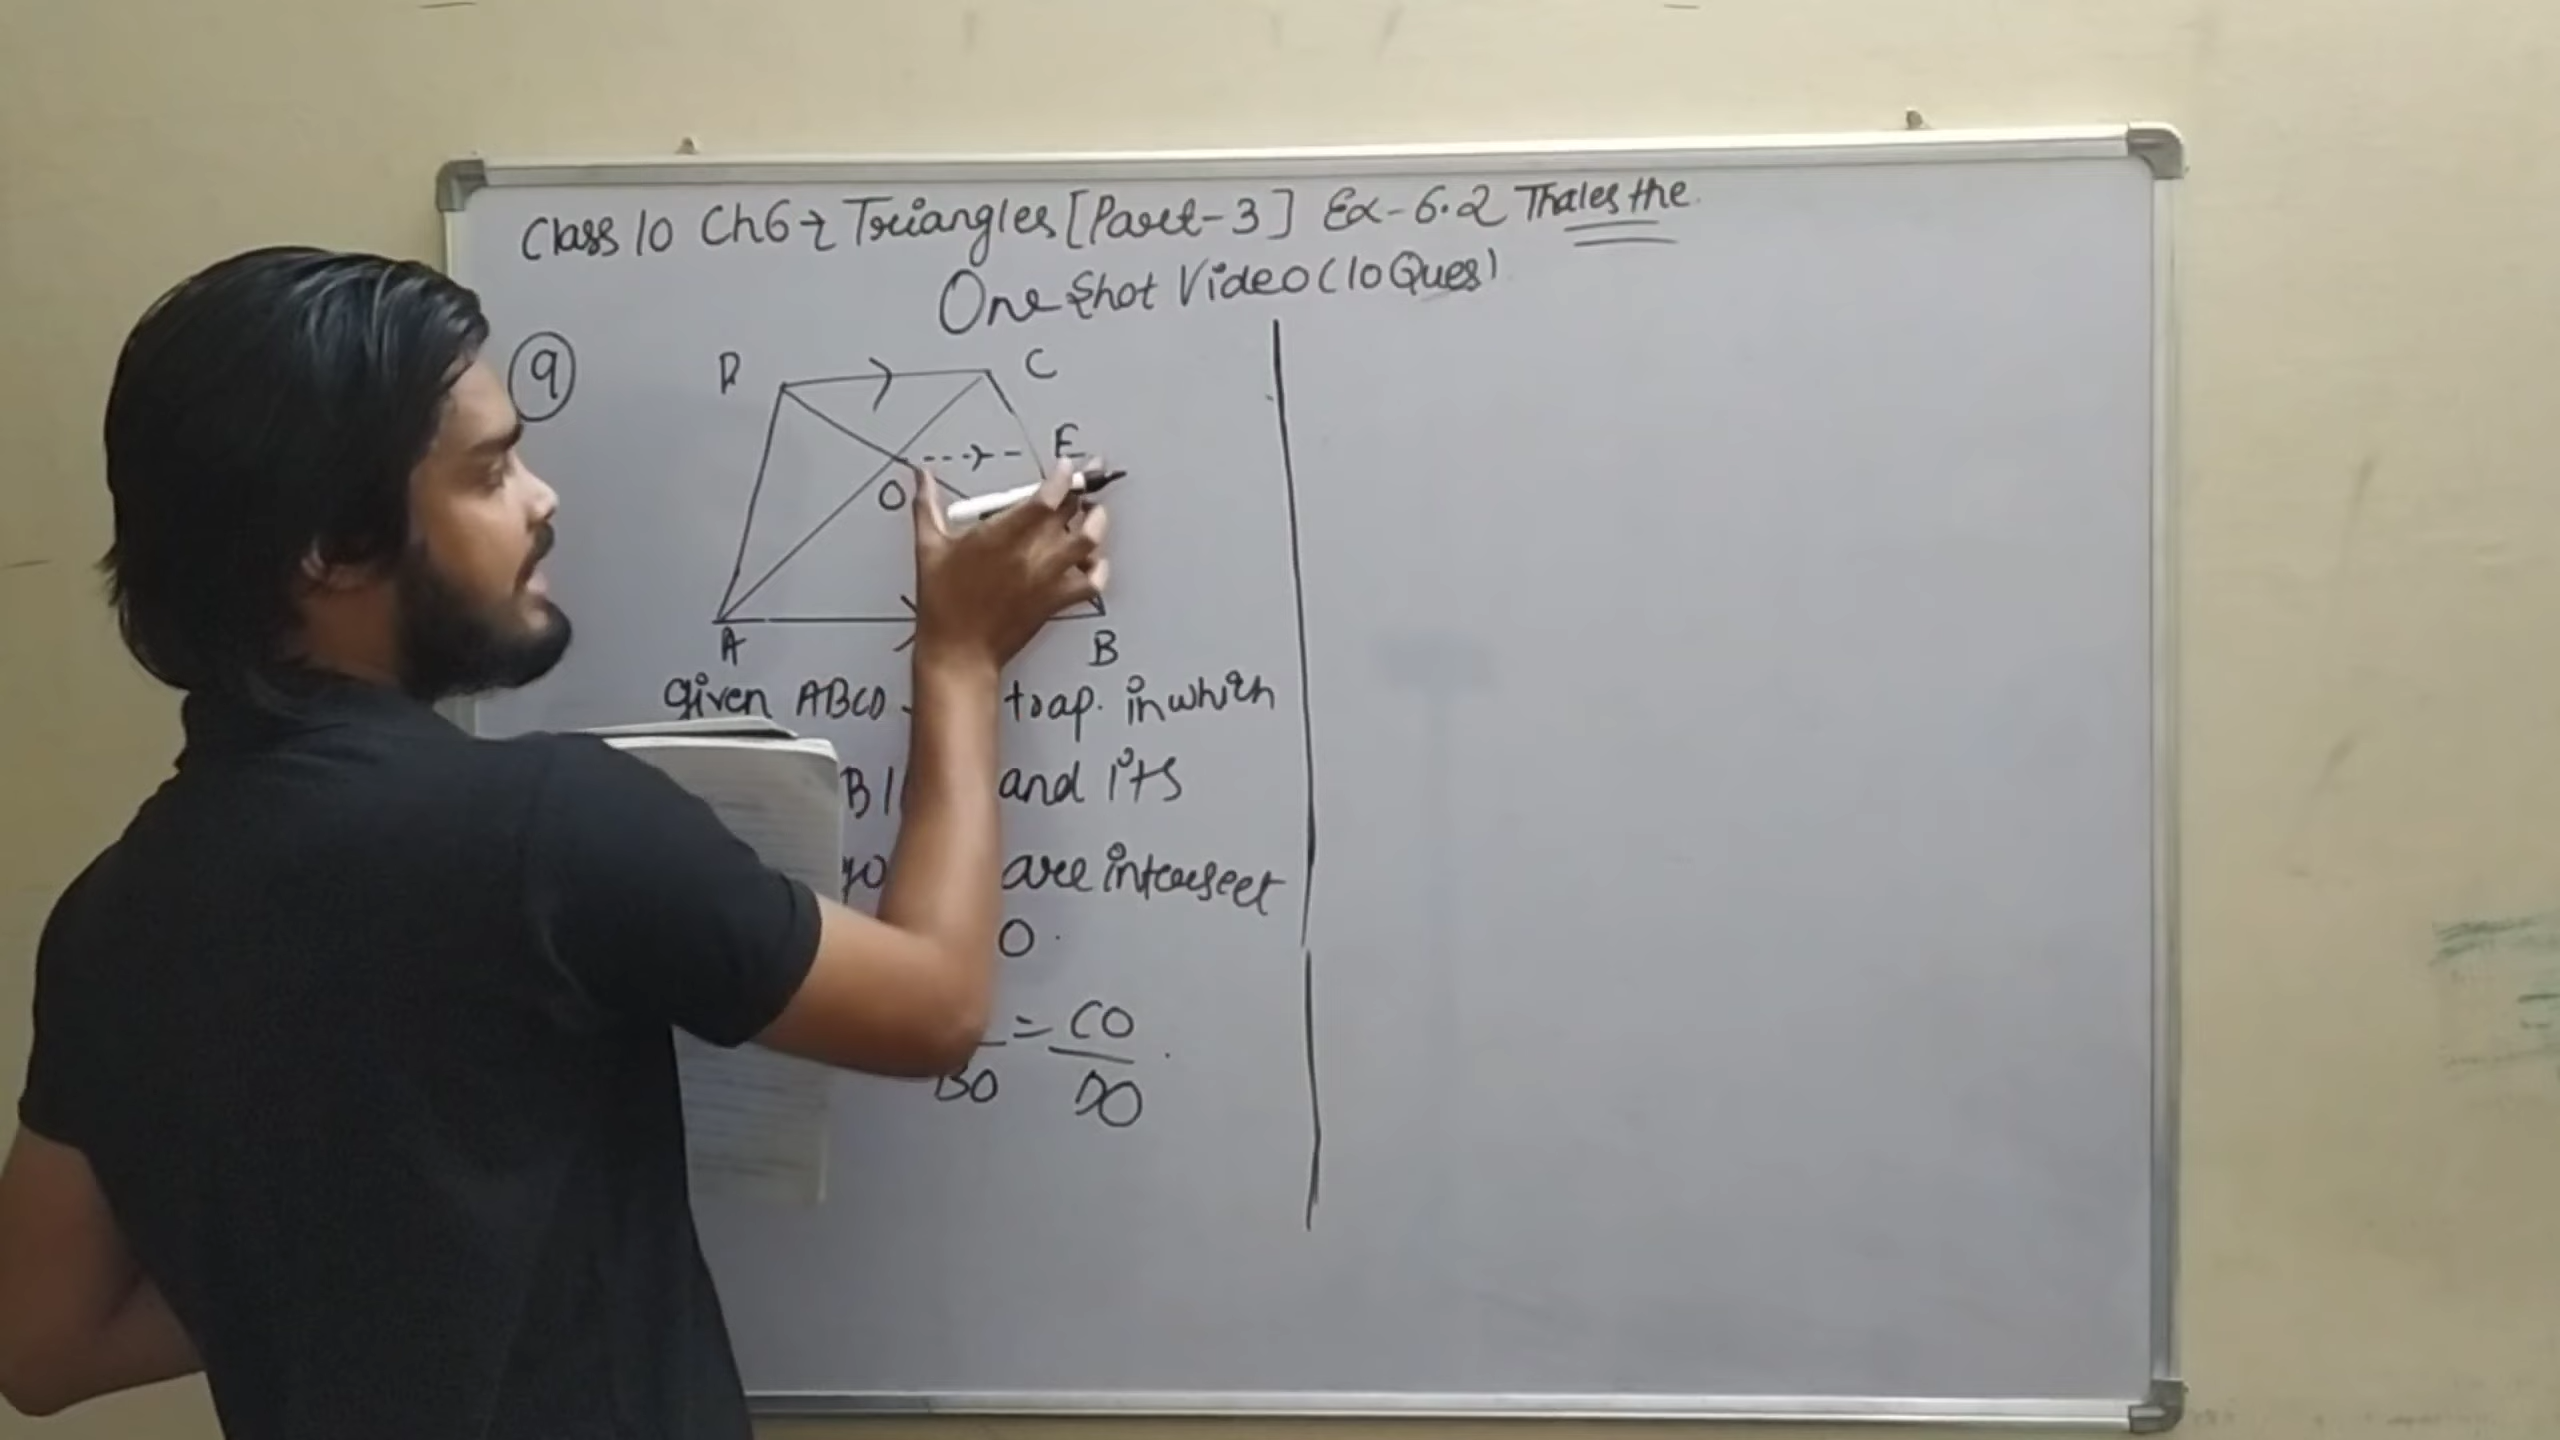 Class 10 Ch6 Triangles [Part-3] Ex-6.2 Thales the.
One Shot Video (10 Ques)
9
D C
E
O
A B
given ABCD trap. in which
B || and its
are intersect
O.
= CO
BO DO